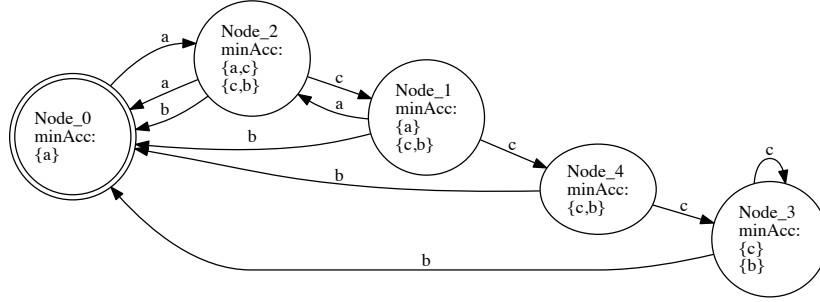 Node_0
minAcc:
{a}
a
a
b
Node_2
minAcc:
{a,c}
{c,b}
c
a
b
Node_1
minAcc:
{a}
{c,b}
c
b
Node_4
minAcc:
{c,b}
c
b
c
Node_3
minAcc:
{c}
{b}